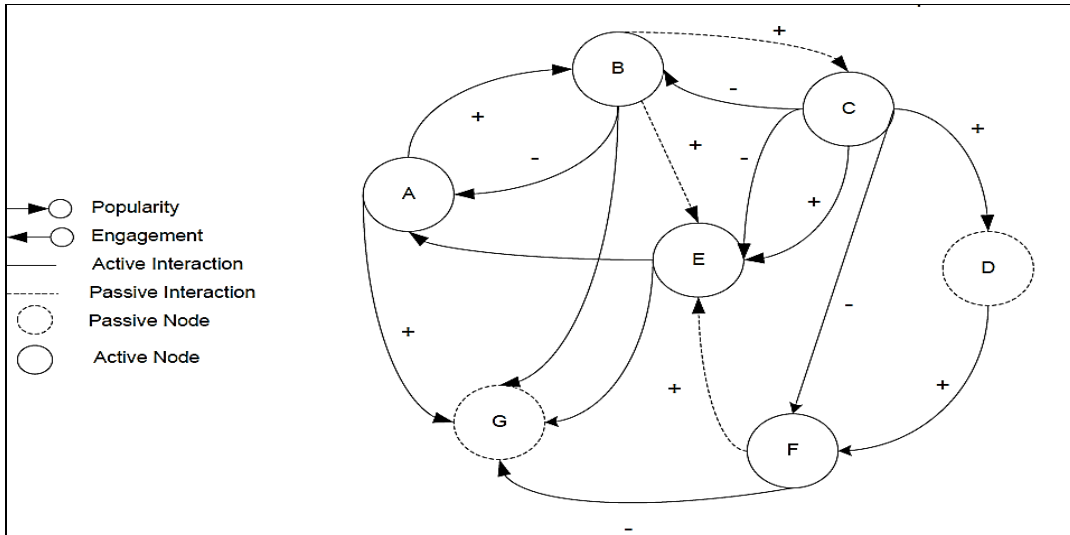 +
B
+
-
C
+
-
+
-
+
A
Popularity
Engagement
Active Interaction
Passive Interaction
Passive Node
Active Node
E
D
-
+
+
+
G
F
-